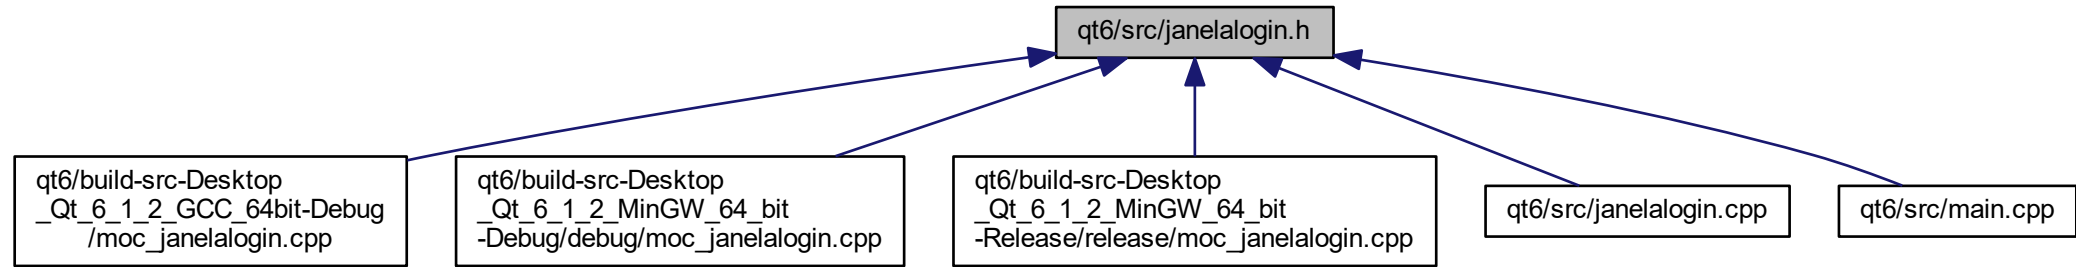 qt6/src/janelalogin.h
qt6/build-src-Desktop
_Qt_6_1_2_GCC_64bit-Debug
/moc_janelalogin.cpp
qt6/build-src-Desktop
_Qt_6_1_2_MinGW_64_bit
-Debug/debug/moc_janelalogin.cpp
qt6/build-src-Desktop
_Qt_6_1_2_MinGW_64_bit
-Release/release/moc_janelalogin.cpp
qt6/src/janelalogin.cpp
qt6/src/main.cpp